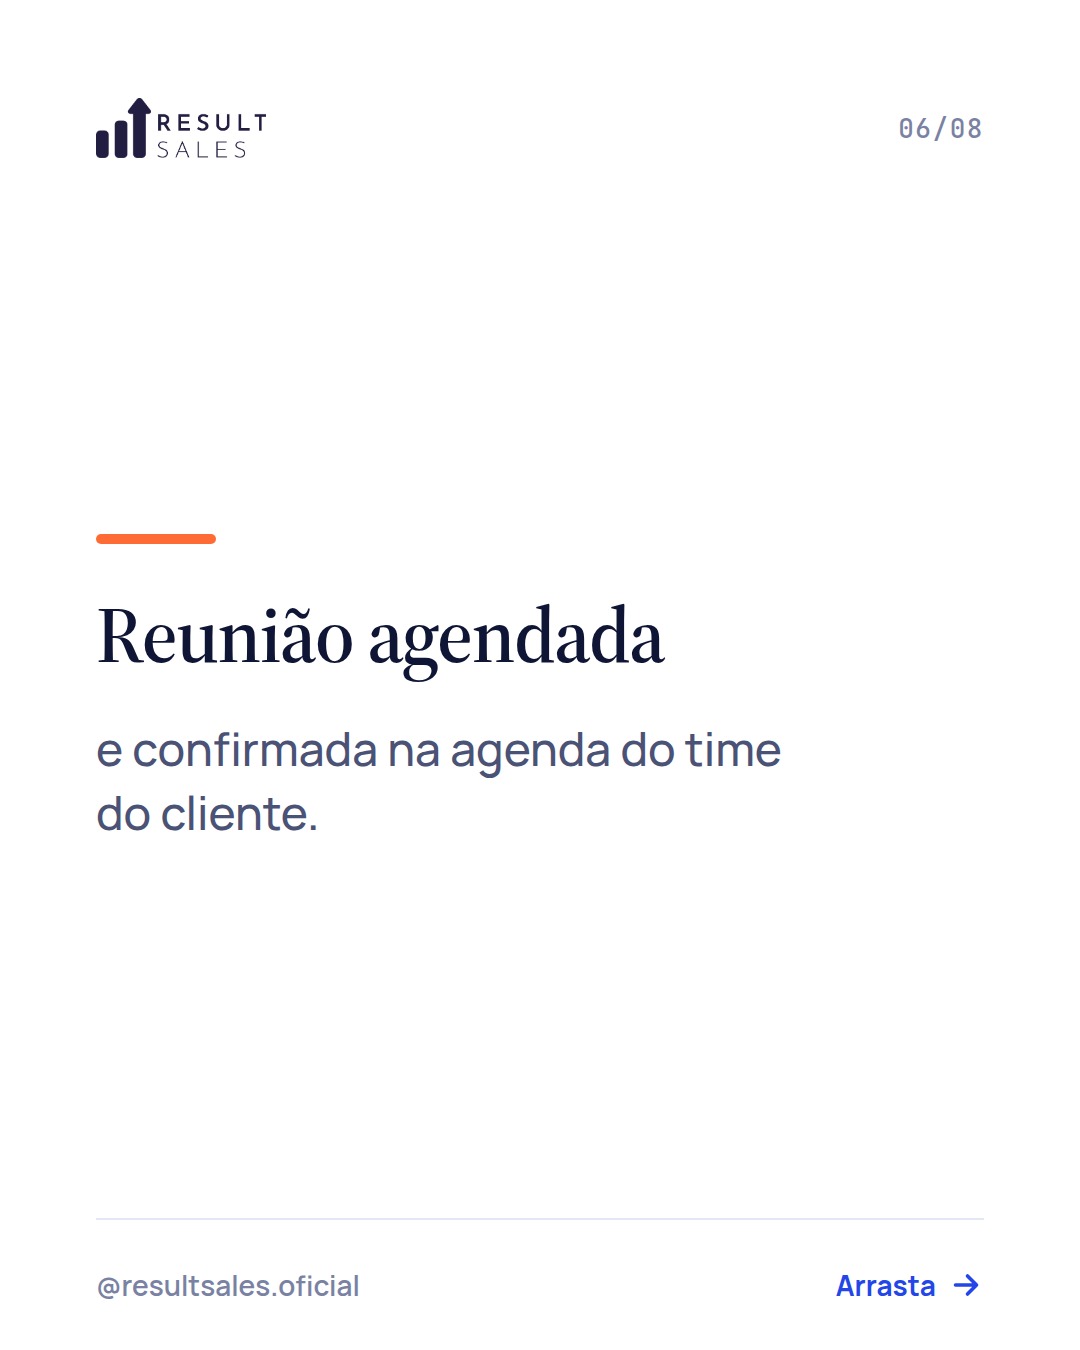 RESULT
SALES
06/08
Reunião agendada
e confirmada na agenda do time
do cliente.
@resultsales.oficial
Arrasta →